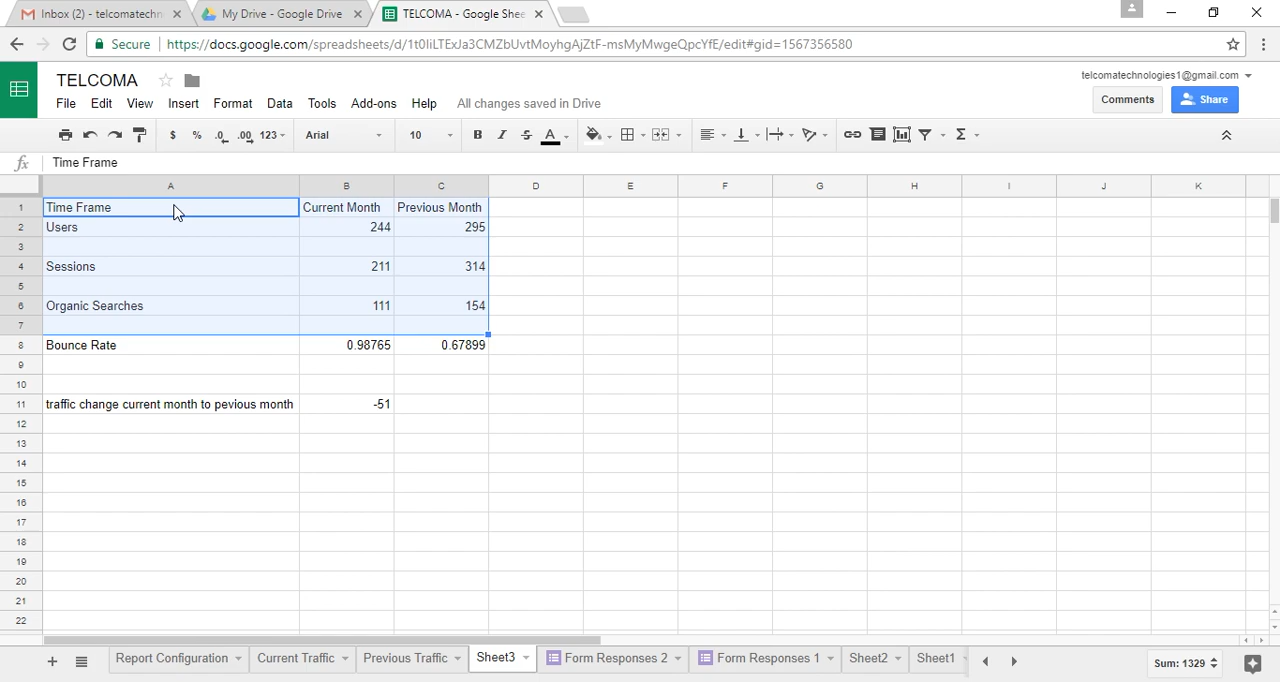 Inbox (2) - telcomatechn
My Drive - Google Drive
TELCOMA - Google She
Secure
https://docs.google.com/spreadsheets/d/1t0IiLTExJa3CMZbUvtMoyhgAjZtF-msMyMwgeQpcYfE/edit#gid=1567356580
TELCOMA
telcomatechnologies1@gmail.com
File Edit View Insert Format Data Tools Add-ons Help All changes saved in Drive
Comments
Share
$ % .0 .00 123 Arial 10 B I S A Σ
fx Time Frame
A B C D E F G H I J K
1 Time Frame Current Month Previous Month
2 Users 244 295
3
4 Sessions 211 314
5
6 Organic Searches 111 154
7
8 Bounce Rate 0.98765 0.67899
9
10
11 traffic change current month to pevious month -51
12
13
14
15
16
17
18
19
20
21
22
Report Configuration Current Traffic Previous Traffic Sheet3 Form Responses 2 Form Responses 1 Sheet2 Sheet1 Sum: 1329